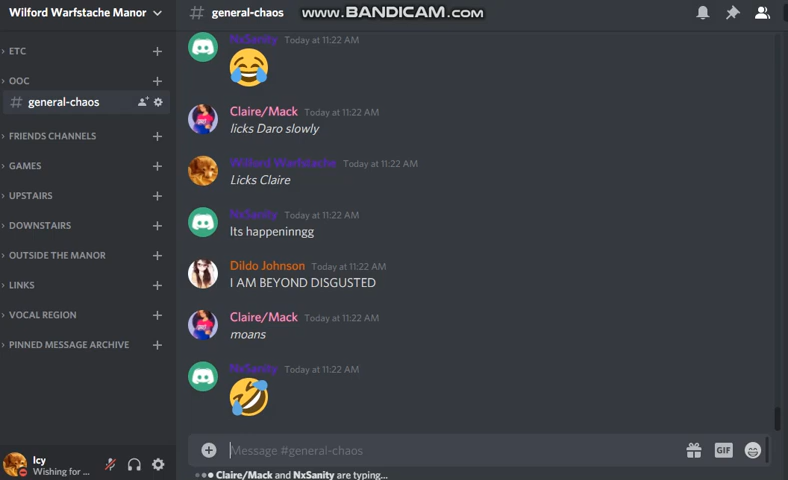 Wilford Warfstache Manor
# general-chaos
www.BANDICAM.com
ETC
OOC
# general-chaos
FRIENDS CHANNELS
GAMES
UPSTAIRS
DOWNSTAIRS
OUTSIDE THE MANOR
LINKS
VOCAL REGION
PINNED MESSAGE ARCHIVE
Icy
Wishing for ...
NxSanity Today at 11:22 AM
Claire/Mack Today at 11:22 AM
licks Daro slowly
Wilford Warfstache Today at 11:22 AM
Licks Claire
NxSanity Today at 11:22 AM
Its happeninngg
Dildo Johnson Today at 11:22 AM
I AM BEYOND DISGUSTED
Claire/Mack Today at 11:22 AM
moans
NxSanity Today at 11:22 AM
Message #general-chaos
GIF
Claire/Mack and NxSanity are typing...